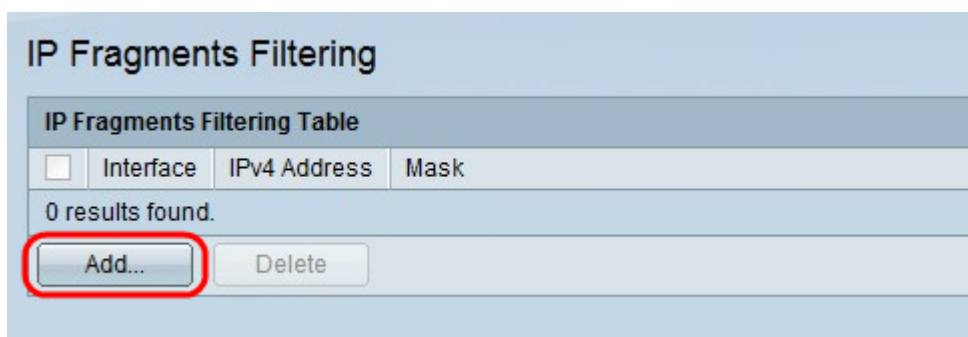 IP Fragments Filtering
IP Fragments Filtering Table
Interface IPv4 Address Mask
0 results found.
Add... Delete